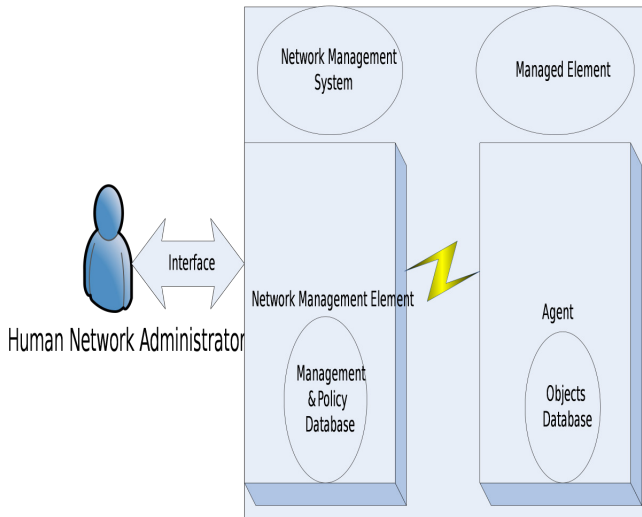 Network Management
System
Managed Element
Interface
Network Management Element
Human Network Administrator
Agent
Management
& Policy
Database
Objects
Database